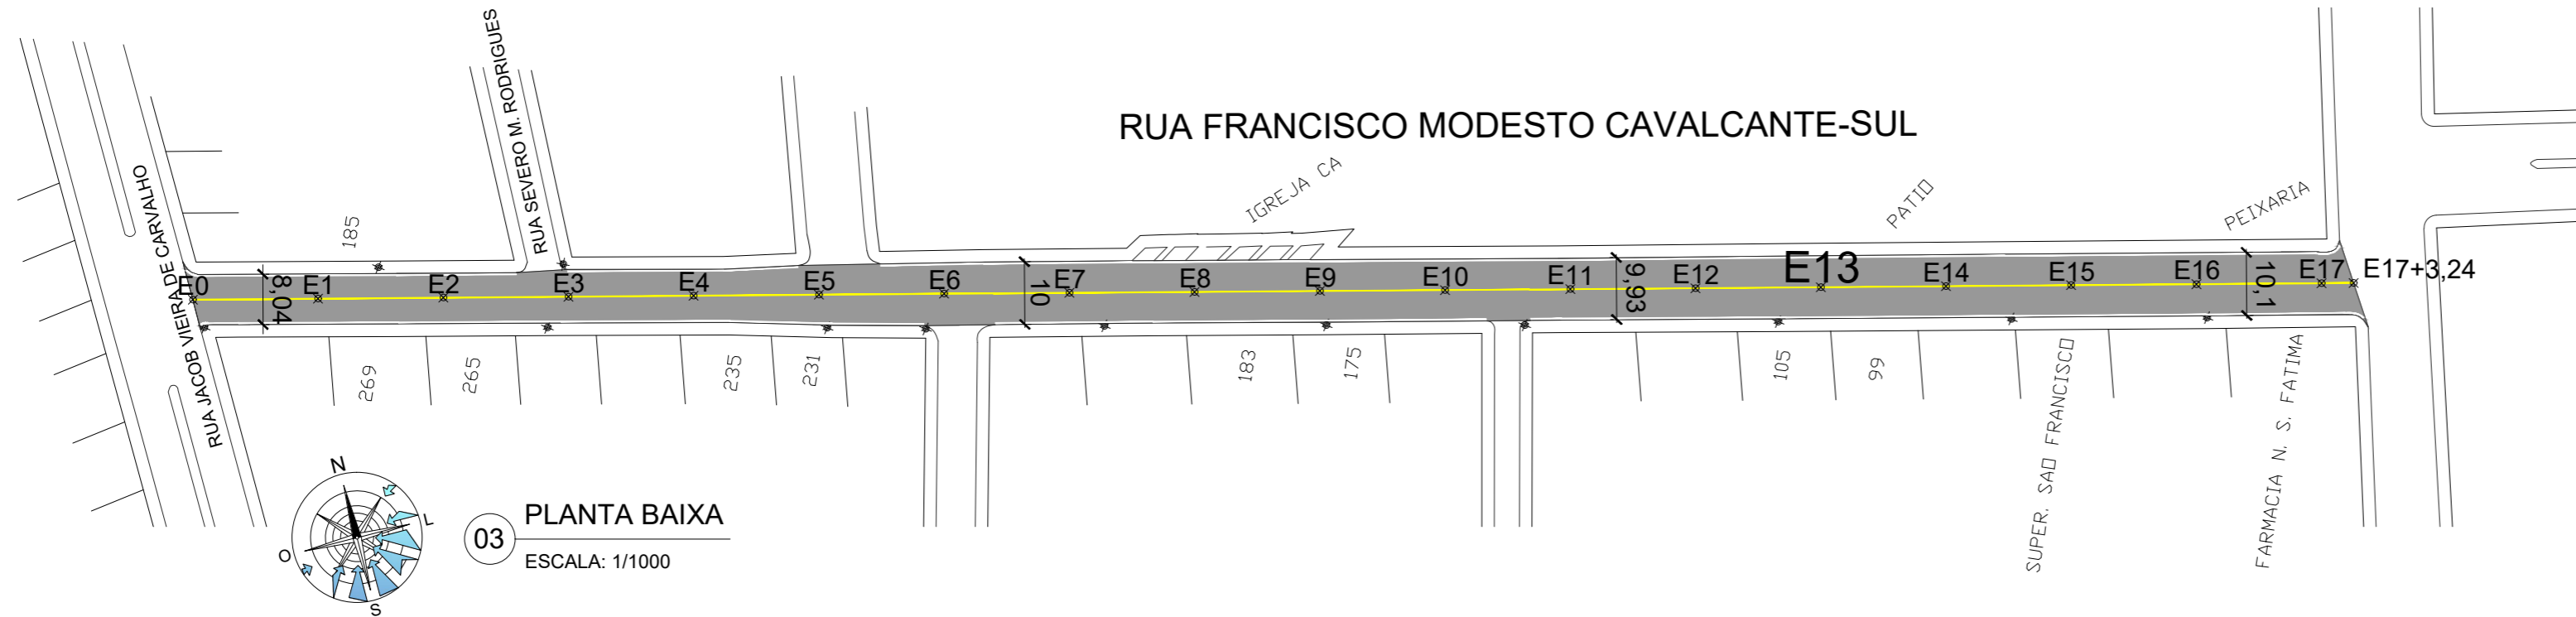 RUA FRANCISCO MODESTO CAVALCANTE-SUL
RUA JACOB VIEIRA DE CARVALHO
RUA SEVERO M. RODRIGUES
185
IGREJA CA
PATIO
PEIXARIA
E0
E1
E2
E3
E4
E5
E6
E7
E8
E9
E10
E11
E12
E13
E14
E15
E16
E17
E17+3,24
8,04
10
9,93
10,1
269
265
235
231
183
175
105
99
SUPER. SAO FRANCISCO
FARMACIA N. S. FATIMA
N
L
O
S
03
PLANTA BAIXA
ESCALA: 1/1000